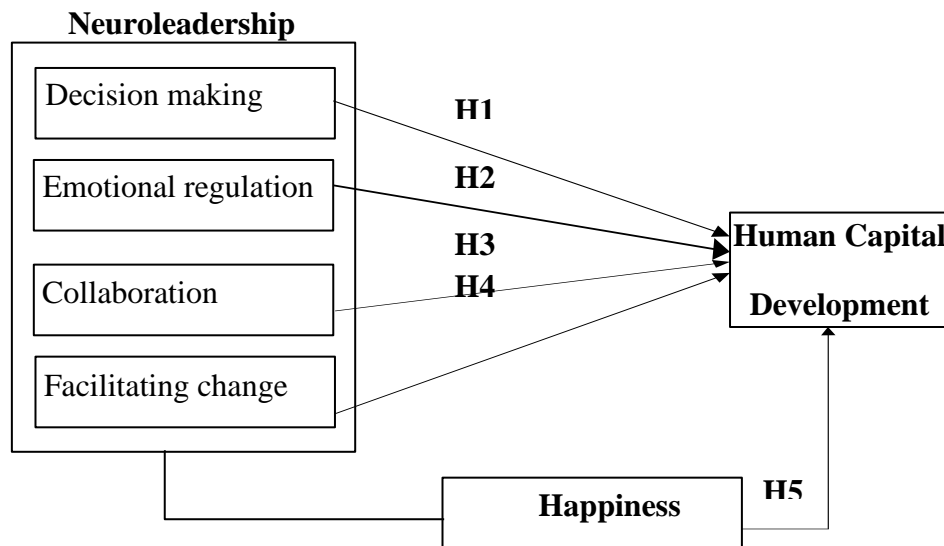 Neuroleadership
Decision making
H1
Emotional regulation
H2
H3
Human Capital
Development
Collaboration
H4
Facilitating change
Happiness
H5